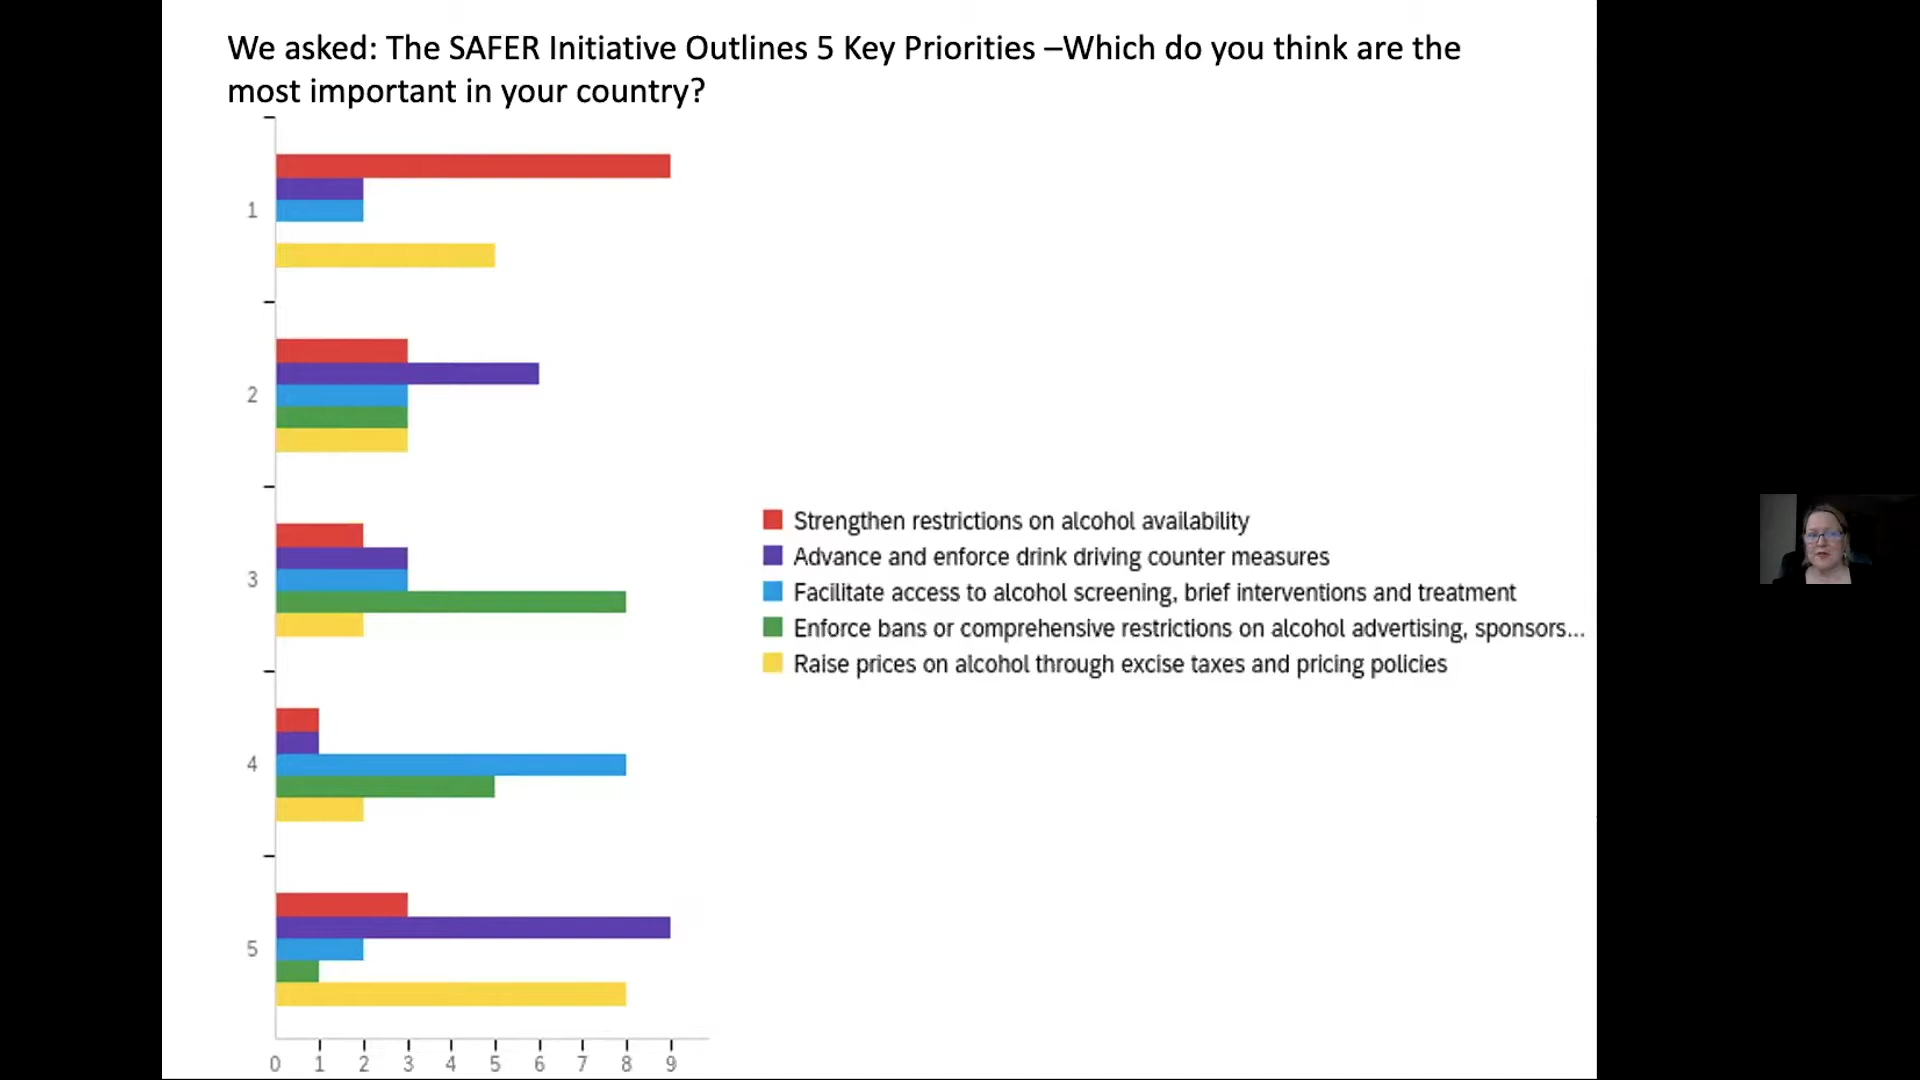 We asked: The SAFER Initiative Outlines 5 Key Priorities –Which do you think are the
most important in your country?
1
2
3
4
5
0 1 2 3 4 5 6 7 8 9
Strengthen restrictions on alcohol availability
Advance and enforce drink driving counter measures
Facilitate access to alcohol screening, brief interventions and treatment
Enforce bans or comprehensive restrictions on alcohol advertising, sponsors...
Raise prices on alcohol through excise taxes and pricing policies